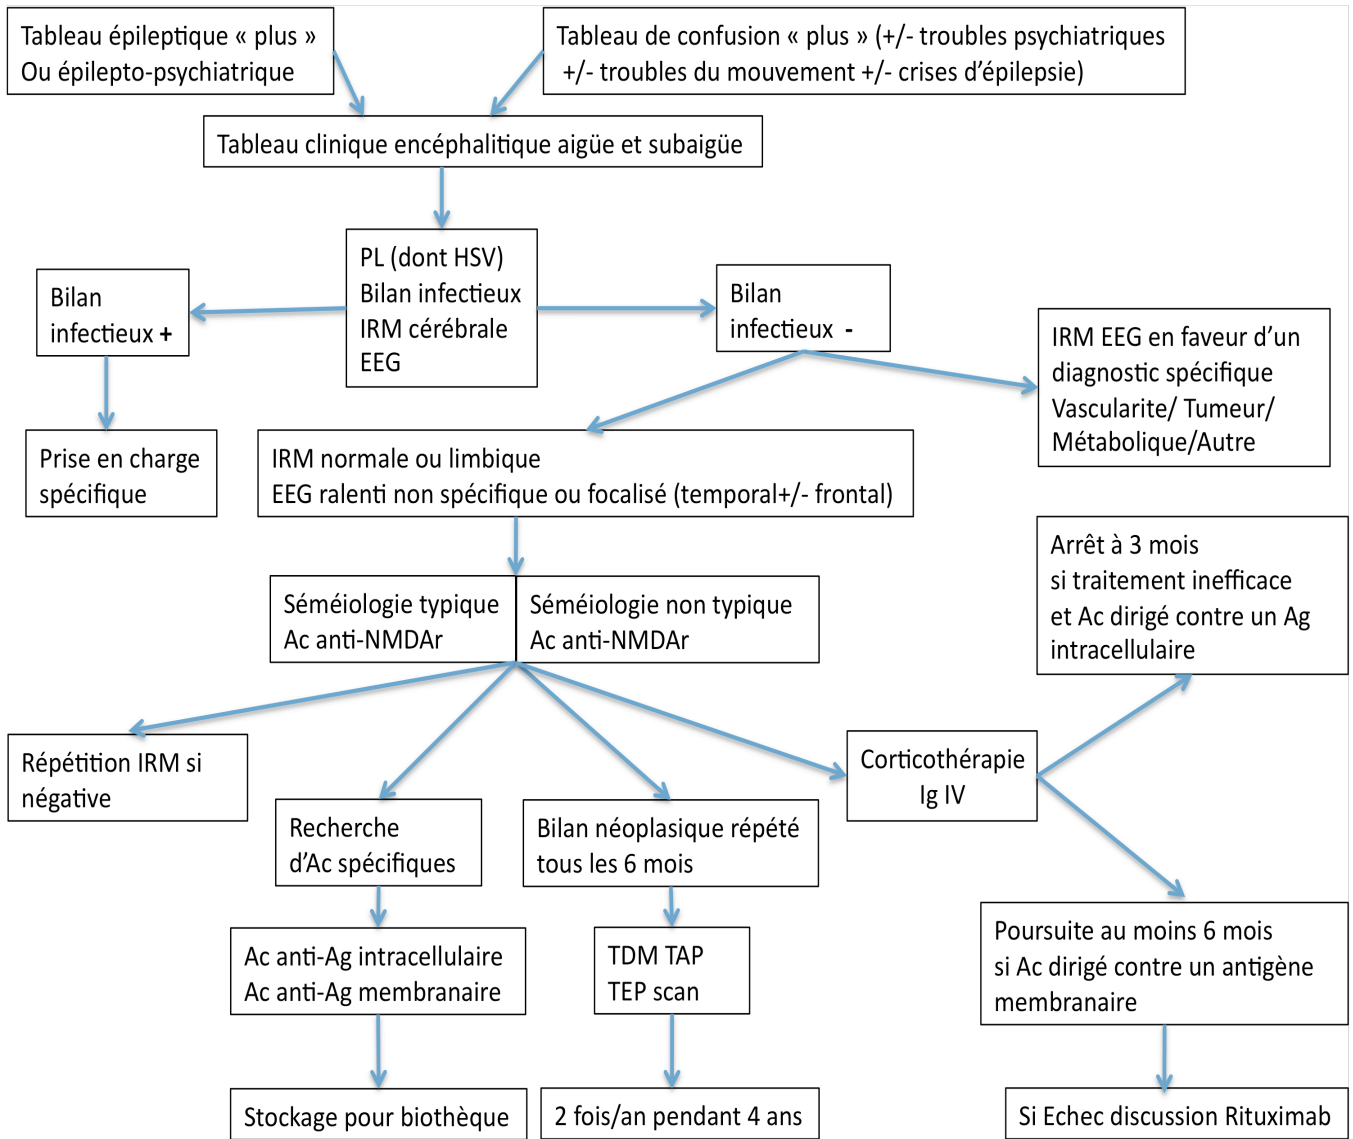 Tableau épileptique « plus »
Ou épilepto-psychiatrique
Tableau de confusion « plus » (+/- troubles psychiatriques
+/- troubles du mouvement +/- crises d’épilepsie)
Tableau clinique encéphalitique aigüe et subaigüe
PL (dont HSV)
Bilan infectieux
IRM cérébrale
EEG
Bilan
infectieux +
Bilan
infectieux -
IRM EEG en faveur d’un
diagnostic spécifique
Vascularite/ Tumeur/
Métabolique/Autre
Prise en charge
spécifique
IRM normale ou limbique
EEG ralenti non spécifique ou focalisé (temporal+/- frontal)
Séméiologie typique
Ac anti-NMDAr
Séméiologie non typique
Ac anti-NMDAr
Arrêt à 3 mois
si traitement inefficace
et Ac dirigé contre un Ag
intracellulaire
Répétition IRM si
négative
Recherche
d’Ac spécifiques
Bilan néoplasique répété
tous les 6 mois
Corticothérapie
Ig IV
Ac anti-Ag intracellulaire
Ac anti-Ag membranaire
TDM TAP
TEP scan
Poursuite au moins 6 mois
si Ac dirigé contre un antigène
membranaire
Stockage pour biothèque
2 fois/an pendant 4 ans
Si Echec discussion Rituximab